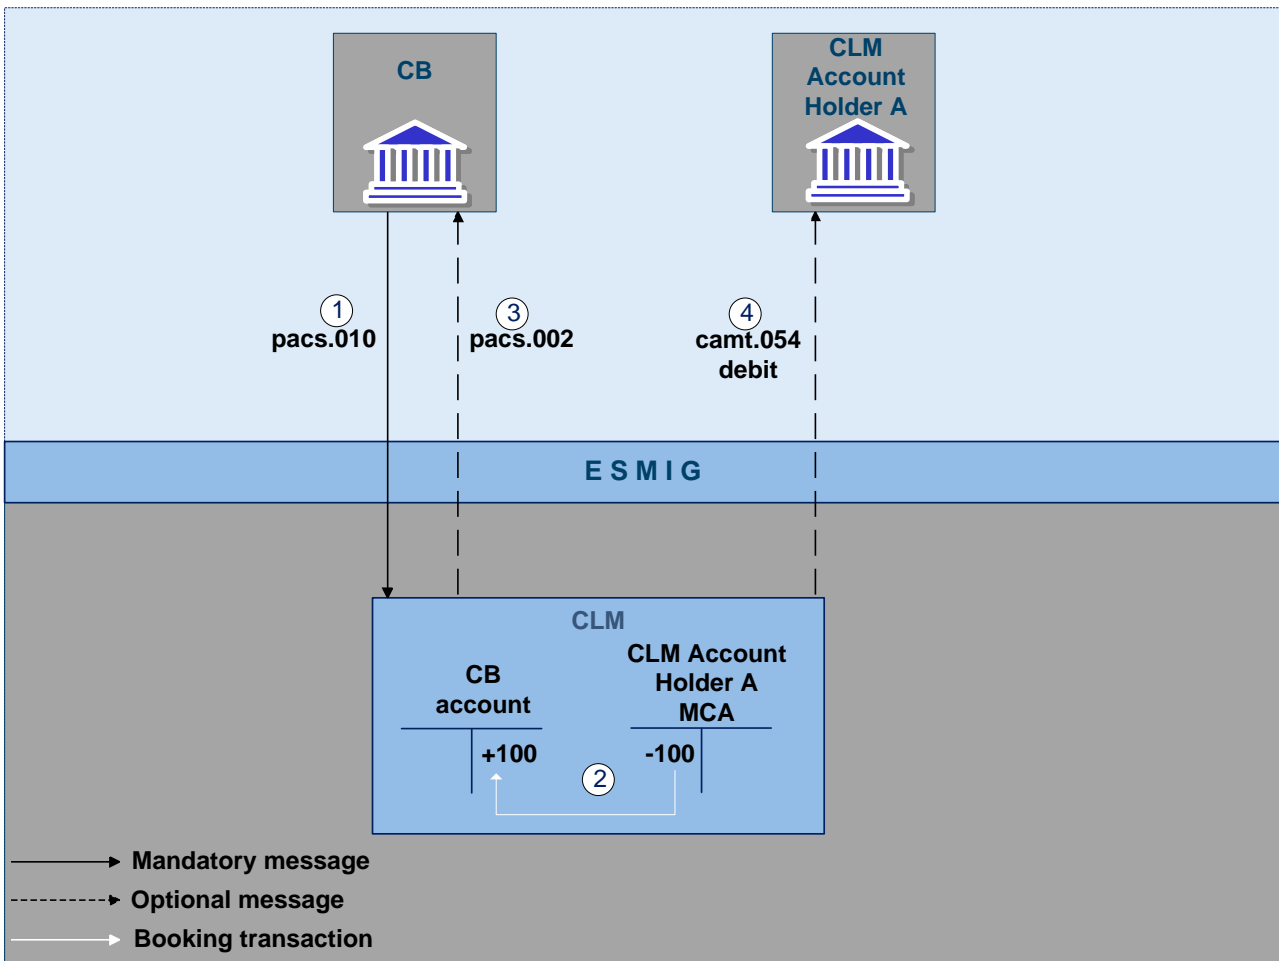 CB
CLM
Account
Holder A
1
pacs.010
3
pacs.002
4
camt.054
debit
E S M I G
CLM
CB
account
CLM Account
Holder A
MCA
+100
-100
2
Mandatory message
Optional message
Booking transaction